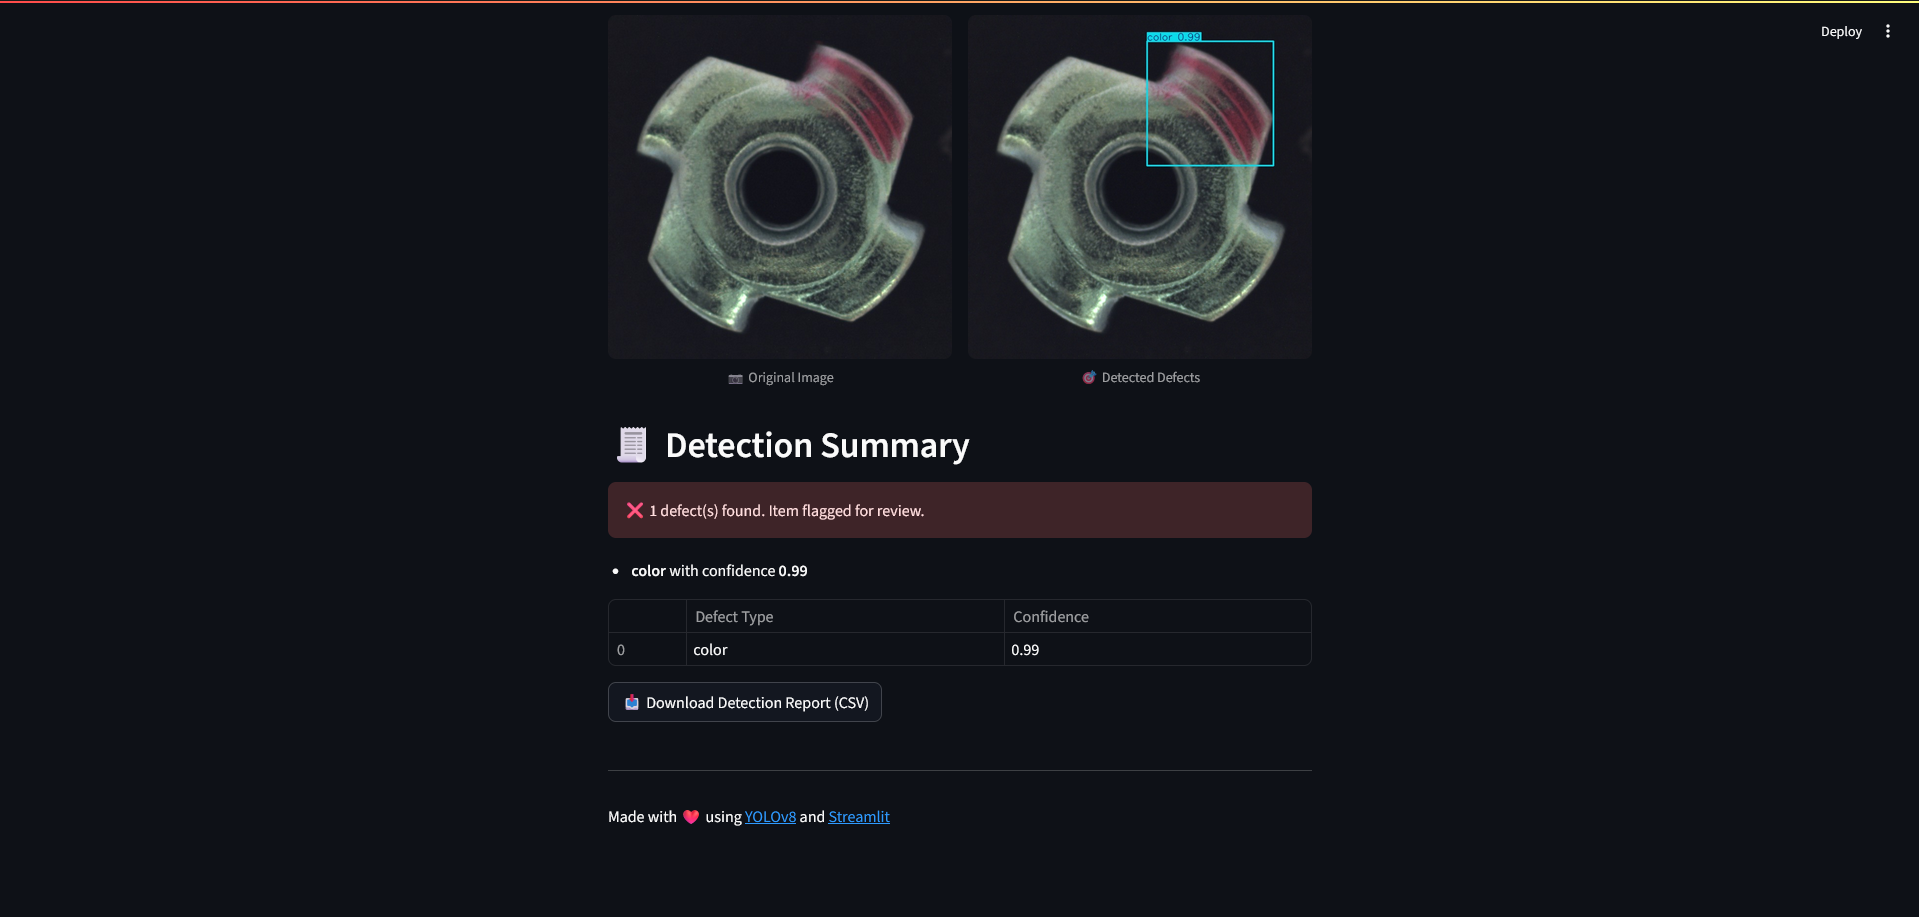 Deploy
color 0.99
Original Image
Detected Defects
Detection Summary
1 defect(s) found. Item flagged for review.
color with confidence 0.99
Defect Type Confidence
0 color 0.99
Download Detection Report (CSV)
Made with ❤️ using YOLOv8 and Streamlit